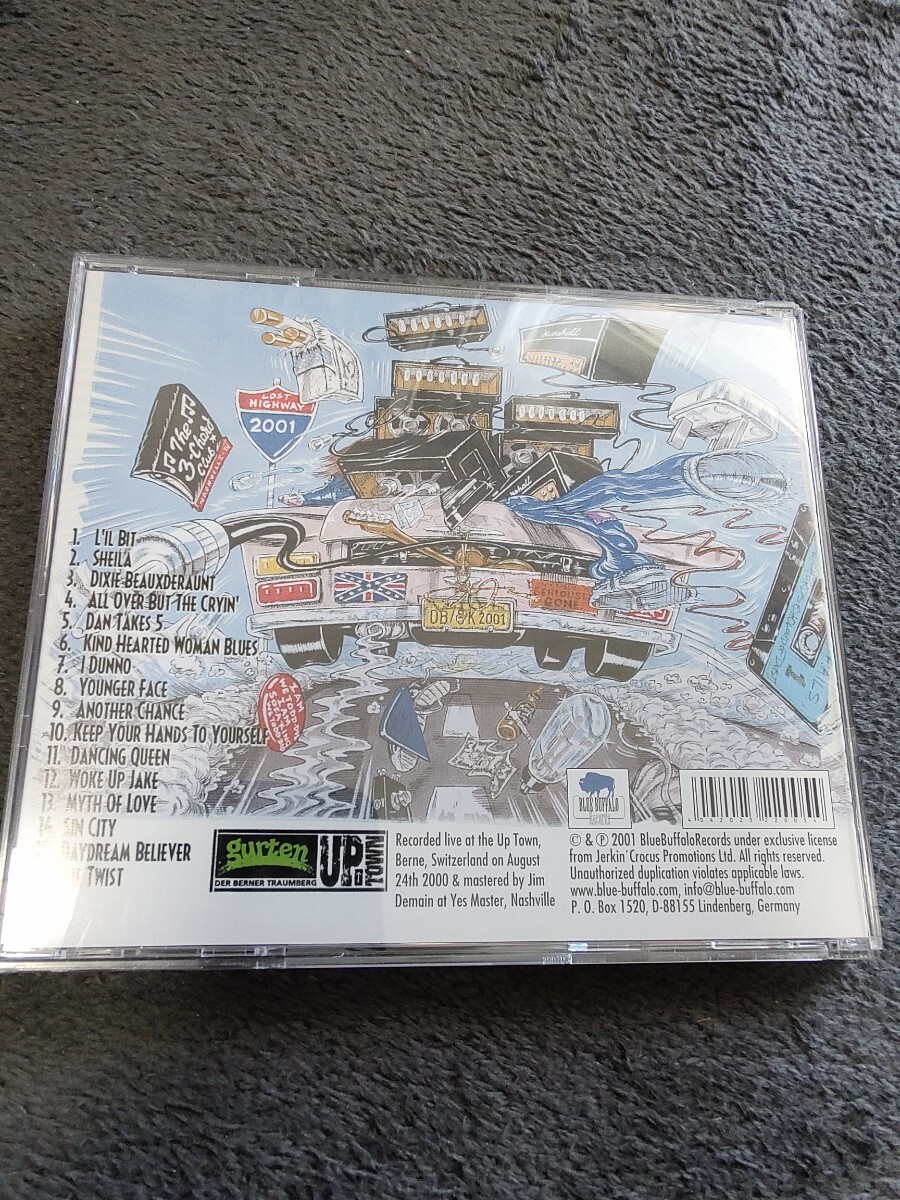 LOST
HIGHWAY
2001
The
3-Chord
Club
Marshall
1. L'IL BIT
2. SHEILA
3. DIXIE BEAUXDERAUNT
4. ALL OVER BUT THE CRYIN'
5. DAN TAKES 5
6. KIND HEARTED WOMAN BLUES
7. I DUNNO
8. YOUNGER FACE
9. ANOTHER CHANCE
10. KEEP YOUR HANDS TO YOURSELF
11. DANCING QUEEN
12. WOKE UP JAKE
13. MYTH OF LOVE
14. SIN CITY
DAYDREAM BELIEVER
TWIST
SERIOUSLY
GONE
2001
I AM
BLUE BUFFALO
Records
gurten
DER BERNER TRAUMBERG
UP
TOWN
Recorded live at the Up Town,
Berne, Switzerland on August
24th 2000 & mastered by Jim
Demain at Yes Master, Nashville
© & ℗ 2001 BlueBuffaloRecords under exclusive license
from Jerkin´Crocus Promotions Ltd. All rights reserved.
Unauthorized duplication violates applicable laws.
www.blue-buffalo.com, info@blue-buffalo.com
P. O. Box 1520, D-88155 Lindenberg, Germany